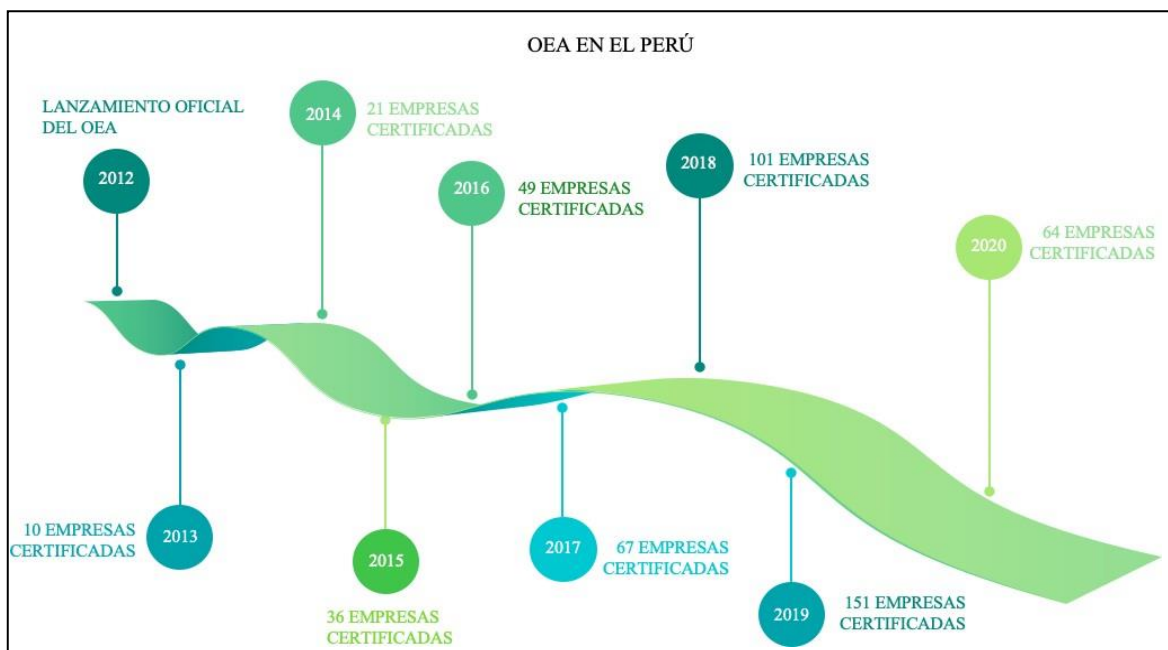 OEA EN EL PERÚ
LANZAMIENTO OFICIAL
DEL OEA
2012
10 EMPRESAS
CERTIFICADAS
2013
2014
21 EMPRESAS
CERTIFICADAS
2015
36 EMPRESAS
CERTIFICADAS
2016
49 EMPRESAS
CERTIFICADAS
2017
67 EMPRESAS
CERTIFICADAS
2018
101 EMPRESAS
CERTIFICADAS
2019
151 EMPRESAS
CERTIFICADAS
2020
64 EMPRESAS
CERTIFICADAS